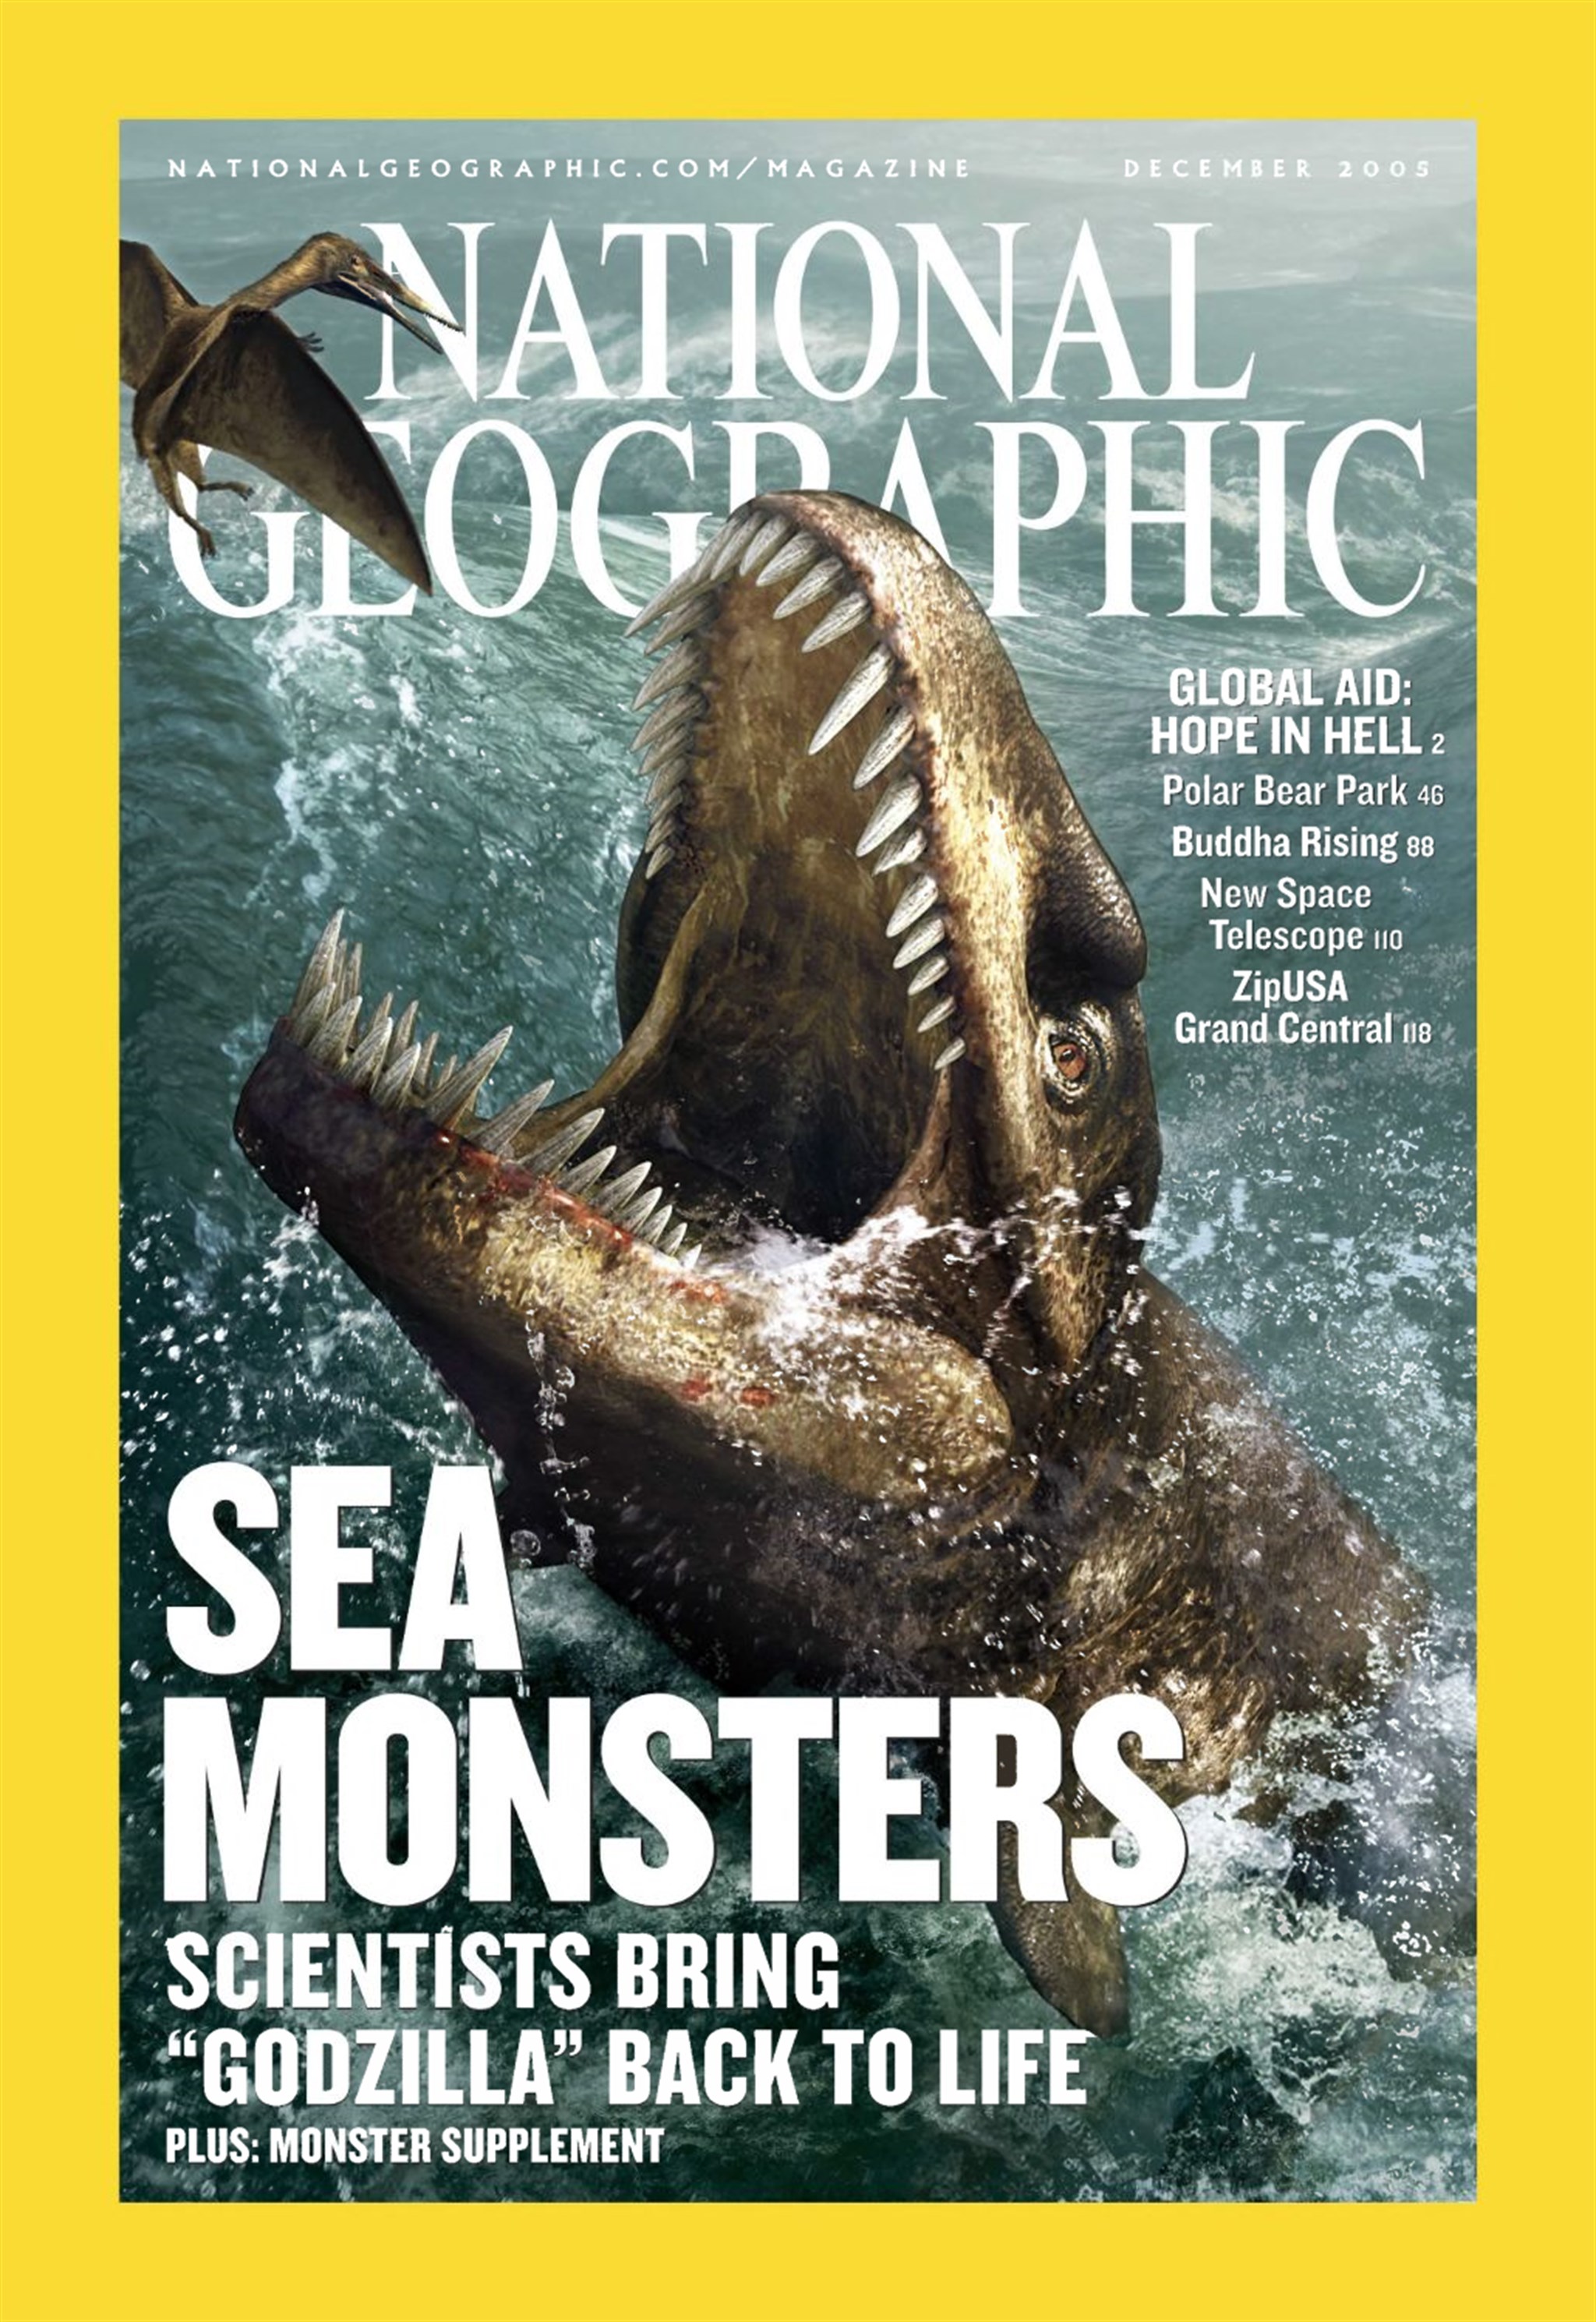 NATIONALGEOGRAPHIC.COM/MAGAZINE
DECEMBER 2005
NATIONAL
GEOGRAPHIC
GLOBAL AID:
HOPE IN HELL 2
Polar Bear Park 46
Buddha Rising 88
New Space
Telescope 110
ZipUSA
Grand Central 118
SEA
MONSTERS
SCIENTISTS BRING
“GODZILLA” BACK TO LIFE
PLUS: MONSTER SUPPLEMENT